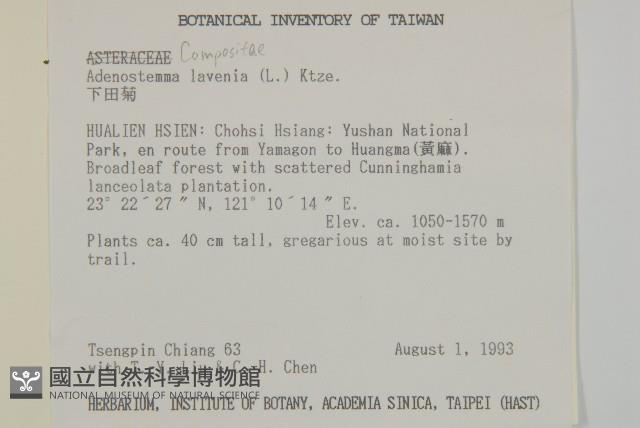 BOTANICAL INVENTORY OF TAIWAN
ASTERACEAE Compositae
Adenostemma lavenia (L.) Ktze.
下田菊
HUALIEN HSIEN: Chohsi Hsiang: Yushan National
Park, en route from Yamagon to Huangma(黃麻).
Broadleaf forest with scattered Cunninghamia
lanceolata plantation.
23° 22′ 27 ″ N, 121° 10′ 14 ″ E.
Elev. ca. 1050-1570 m
Plants ca. 40 cm tall, gregarious at moist site by
trail.
Tsengpin Chiang 63 August 1, 1993
with T. & C. H. Chen
國立自然科學博物館
NATIONAL MUSEUM OF NATURAL SCIENCE
HERBARIUM, INSTITUTE OF BOTANY, ACADEMIA SINICA, TAIPEI (HAST)